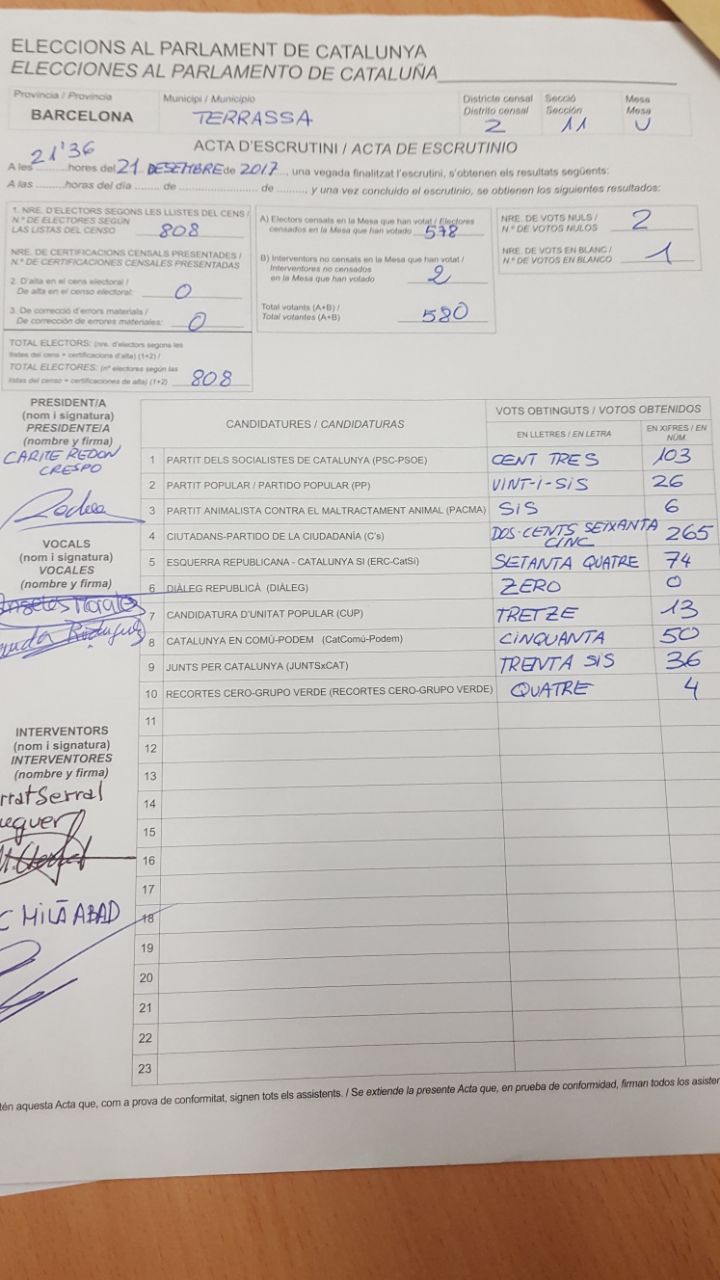 ELECCIONS AL PARLAMENT DE CATALUNYA
ELECCIONES AL PARLAMENTO DE CATALUÑA
Província / Provincia
BARCELONA
Municipi / Municipio
TERRASSA
Districte censal
Distrito censal
2
Secció
Sección
11
Mesa
Mesa
U
ACTA D'ESCRUTINI / ACTA DE ESCRUTINIO
A les 21'36 hores del 21 DESEMBRE de 2017, una vegada finalitzat l'escrutini, s'obtenen els resultats següents:
A las ......... horas del día ........ de .............................. de ........., y una vez concluido el escrutinio, se obtienen los siguientes resultados:
1. NRE. D'ELECTORS SEGONS LES LLISTES DEL CENS /
N.º DE ELECTORES SEGÚN
LAS LISTAS DEL CENSO 808
NRE. DE CERTIFICACIONS CENSALS PRESENTADES /
N.º DE CERTIFICACIONES CENSALES PRESENTADAS
2. D'alta en el cens electoral /
De alta en el censo electoral: 0
3. De correcció d'errors materials /
De corrección de errores materiales: 0
TOTAL ELECTORS: (nre. d'electors segons les
llistes del cens + certificacions d'alta) (1+2) /
TOTAL ELECTORES: (nº electores según las
listas del censo + certificaciones de alta) (1+2) 808
A) Electors censats en la Mesa que han votat / Electores
censados en la Mesa que han votado 578
B) Interventors no censats en la Mesa que han votat /
Interventores no censados
en la Mesa que han votado 2
Total votants (A+B) /
Total votantes (A+B) 580
NRE. DE VOTS NULS /
N.º DE VOTOS NULOS 2
NRE. DE VOTS EN BLANC /
N.º DE VOTOS EN BLANCO 1
PRESIDENT/A
(nom i signatura)
PRESIDENTE/A
(nombre y firma)
CARITE REDON
CRESPO
VOCALS
(nom i signatura)
VOCALES
(nombre y firma)
INTERVENTORS
(nom i signatura)
INTERVENTORES
(nombre y firma)
rrat Serral
C MILÀ ABAD
CANDIDATURES / CANDIDATURAS
VOTS OBTINGUTS / VOTOS OBTENIDOS
EN LLETRES / EN LETRA
EN XIFRES / EN NÚM.
1 PARTIT DELS SOCIALISTES DE CATALUNYA (PSC-PSOE) CENT TRES 103
2 PARTIT POPULAR / PARTIDO POPULAR (PP) VINT-I-SIS 26
3 PARTIT ANIMALISTA CONTRA EL MALTRACTAMENT ANIMAL (PACMA) SIS 6
4 CIUTADANS-PARTIDO DE LA CIUDADANÍA (C's) DOS-CENTS SEIXANTA CINC 265
5 ESQUERRA REPUBLICANA - CATALUNYA SI (ERC-CatSí) SETANTA QUATRE 74
6 DIÀLEG REPUBLICÀ (DIÀLEG) ZERO 0
7 CANDIDATURA D'UNITAT POPULAR (CUP) TRETZE 13
8 CATALUNYA EN COMÚ-PODEM (CatComú-Podem) CINQUANTA 50
9 JUNTS PER CATALUNYA (JUNTSxCAT) TRENTA SIS 36
10 RECORTES CERO-GRUPO VERDE (RECORTES CERO-GRUPO VERDE) QUATRE 4
11
12
13
14
15
16
17
18
19
20
21
22
23
tén aquesta Acta que, com a prova de conformitat, signen tots els assistents. / Se extiende la presente Acta que, en prueba de conformidad, firman todos los asisten